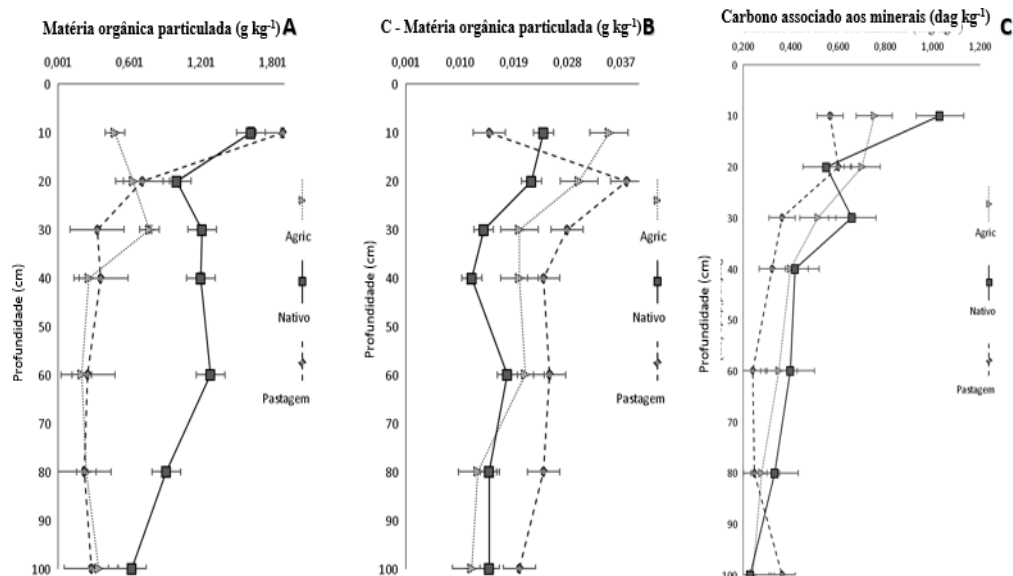 Matéria orgânica particulada (g kg⁻¹) A
0,001 0,601 1,201 1,801
0
10
20
30
40
50
60
70
80
90
100
Profundidade (cm)
Agric
Nativo
Pastagem
C - Matéria orgânica particulada (g kg⁻¹) B
0,001 0,010 0,019 0,028 0,037
0
10
20
30
40
50
60
70
80
90
100
Profundidade (cm)
Agric
Nativo
Pastagem
Carbono associado aos minerais (dag kg⁻¹) C
0,200 0,400 0,600 0,800 1,000 1,200
0
10
20
30
40
50
60
70
80
90
100
Profundidade (cm)
Agric
Nativo
Pastagem